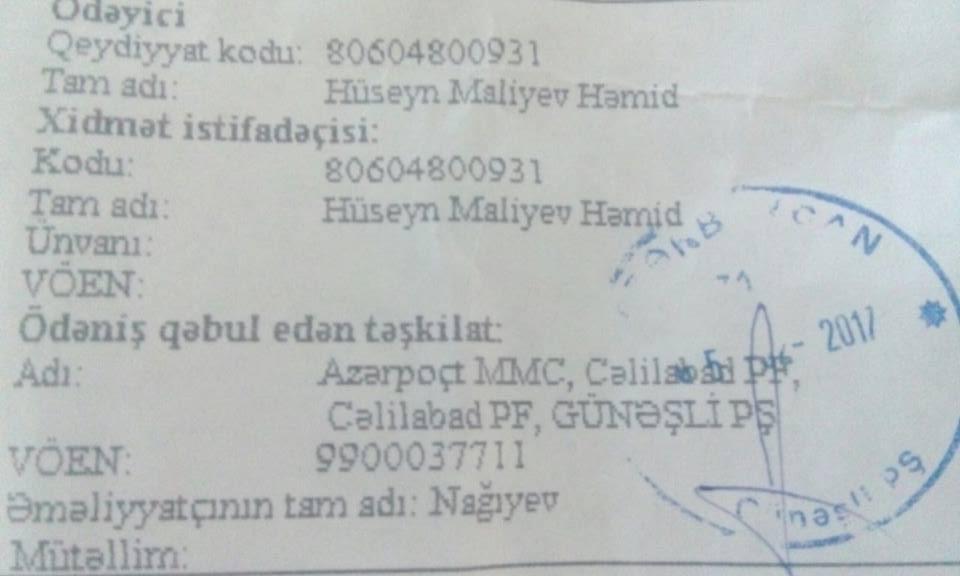 Ödəyici
Qeydiyyat kodu: 80604800931
Tam adı: Hüseyn Maliyev Həmid
Xidmət istifadəçisi:
Kodu: 80604800931
Tam adı: Hüseyn Maliyev Həmid
Ünvanı:
VÖEN:
Ödəniş qəbul edən təşkilat:
Adı: Azərpoçt MMC, Cəlilabad PF,
Cəlilabad PF, GÜNƏŞLİ PŞ
VÖEN: 9900037711
Əməliyyatçının tam adı: Nağıyev
Mütəllim:
2017
PŞ